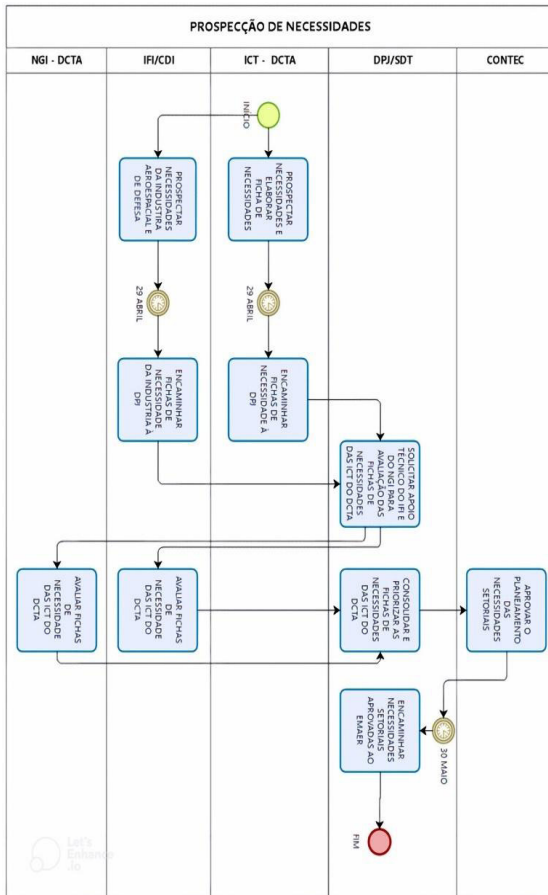 PROSPECÇÃO DE NECESSIDADES
NGI - DCTA
IFI/CDI
ICT - DCTA
DPJ/SDT
CONTEC
INÍCIO
PROSPECTAR
NECESSIDADES
DA INDUSTIRA
AEROESPACIAL E
DE DEFESA
PROSPECTAR
NECESSIDADES E
ELABORAR
FICHA DE
NECESSIDADES
29 ABRIL
29 ABRIL
ENCAMINHAR
FICHAS DE
NECESSIDADE
DA INDUSTRIA À
DPJ
ENCAMINHAR
FICHAS DE
NECESSIDADE À
DPJ
SOLICITAR APOIO
TÉCNICO DO IFI E
DO NGI PARA
AVALIAÇÃO DAS
FICHAS DE
NECESSIDADES
DAS ICT DO DCTA
AVALIAR FICHAS
DE
NECESSIDADE
DAS ICT DO
DCTA
AVALIAR FICHAS
DE
NECESSIDADE
DAS ICT DO
DCTA
CONSOLIDAR E
PRIORIZAR AS
FICHAS DE
NECESSIDADES
DAS ICT DO
DCTA
APROVAR O
PLANEJAMENTO
DAS
NECESSIDADES
SETORIAIS
30 MAIO
ENCAMINHAR
NECESSIDADES
SETORIAIS
APROVADAS AO
EMAER
FIM
Let's
Enhance
.io